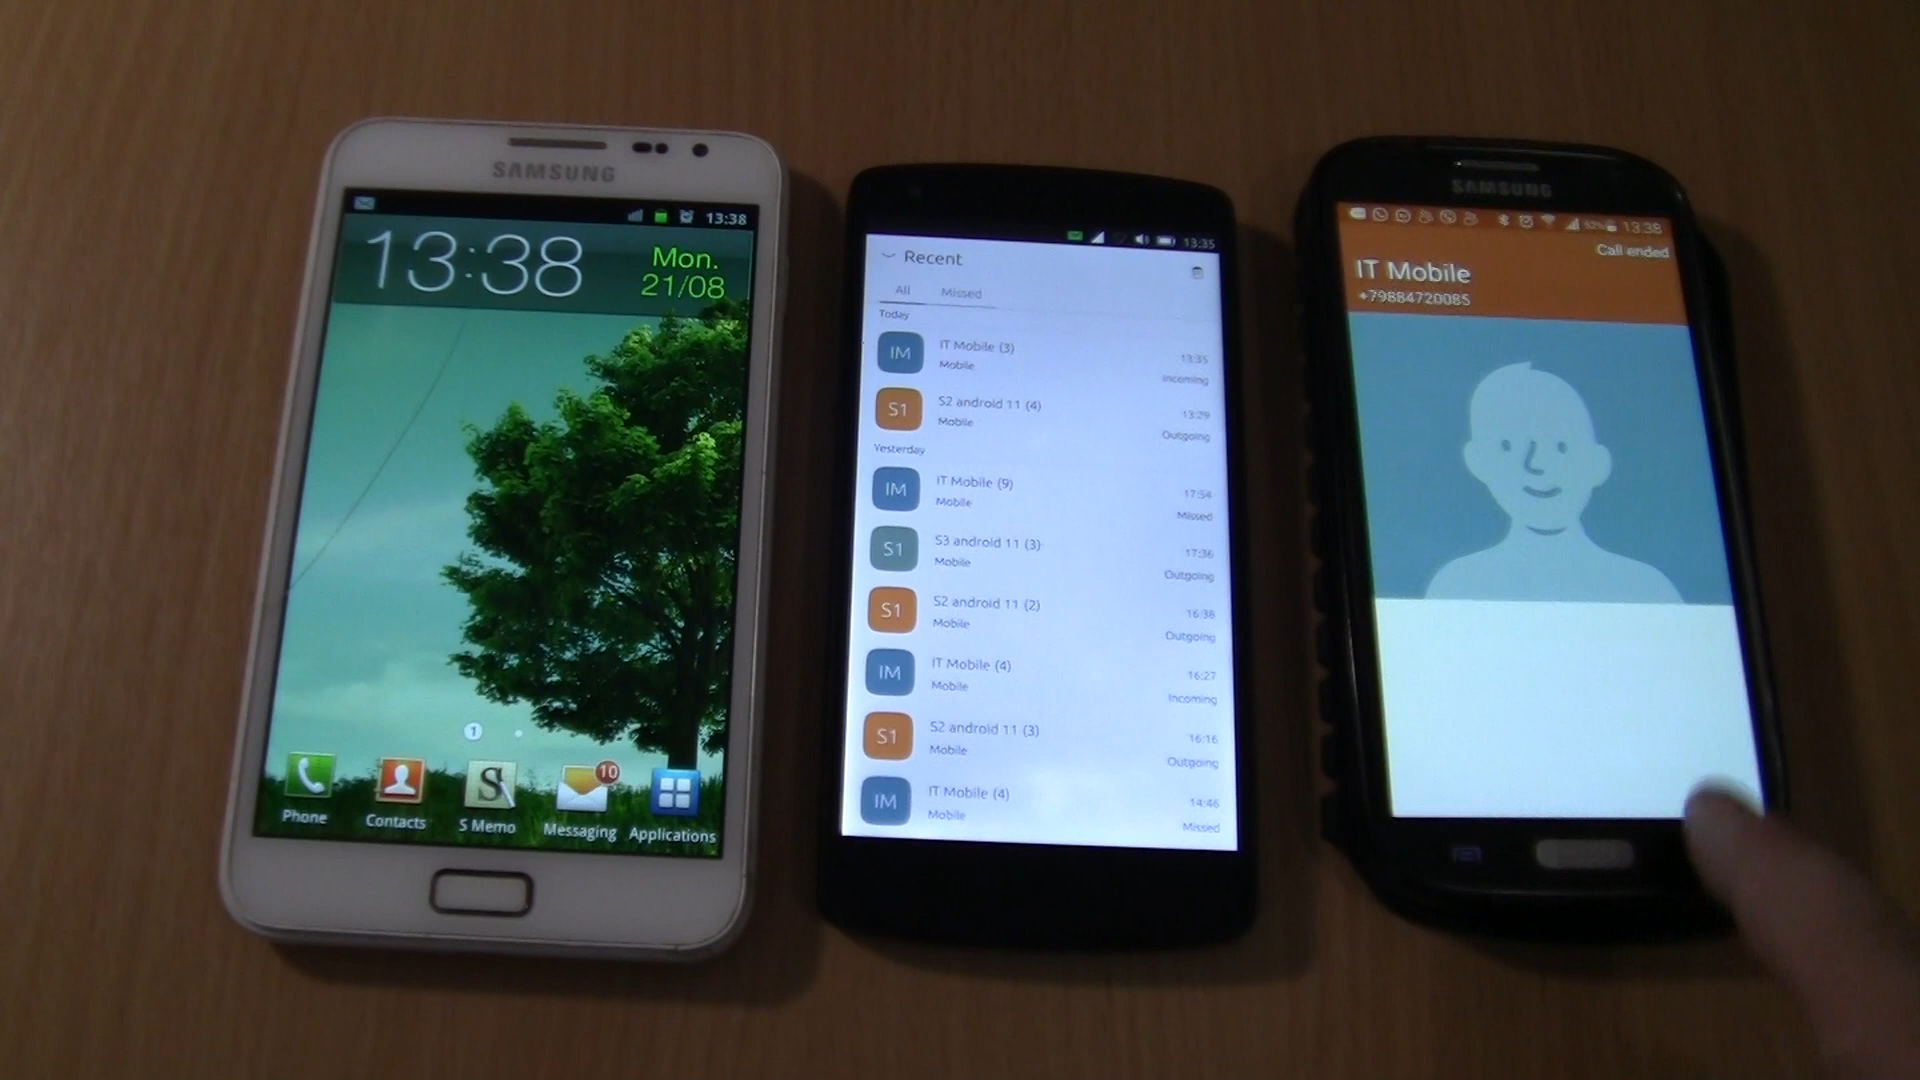 SAMSUNG
13:38
13:38
Mon.
21/08
1
10
Phone
Contacts
S Memo
Messaging
Applications
13:35
Recent
All
Missed
Today
IM
IT Mobile (3)
Mobile
13:35
Incoming
S1
S2 android 11 (4)
Mobile
13:29
Outgoing
Yesterday
IM
IT Mobile (9)
Mobile
17:54
Missed
S1
S3 android 11 (3)
Mobile
17:36
Outgoing
S1
S2 android 11 (2)
Mobile
16:38
Outgoing
IM
IT Mobile (4)
Mobile
16:27
Incoming
S1
S2 android 11 (3)
Mobile
16:16
Outgoing
IM
IT Mobile (4)
Mobile
14:46
Missed
SAMSUNG
13:38
Call ended
IT Mobile
+79884720085